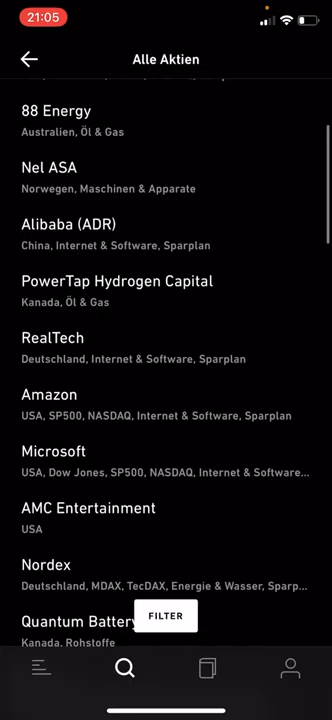 21:05
Alle Aktien
88 Energy
Australien, Öl & Gas
Nel ASA
Norwegen, Maschinen & Apparate
Alibaba (ADR)
China, Internet & Software, Sparplan
PowerTap Hydrogen Capital
Kanada, Öl & Gas
RealTech
Deutschland, Internet & Software, Sparplan
Amazon
USA, SP500, NASDAQ, Internet & Software, Sparplan
Microsoft
USA, Dow Jones, SP500, NASDAQ, Internet & Software...
AMC Entertainment
USA
Nordex
Deutschland, MDAX, TecDAX, Energie & Wasser, Sparp...
Quantum Battery
FILTER
Kanada, Rohstoffe